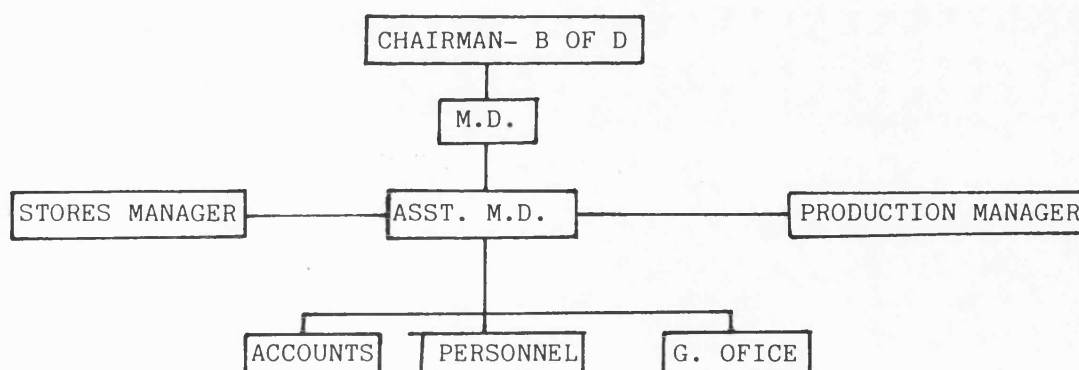 CHAIRMAN- B OF D
M.D.
STORES MANAGER ASST. M.D. PRODUCTION MANAGER
ACCOUNTS PERSONNEL G. OFICE